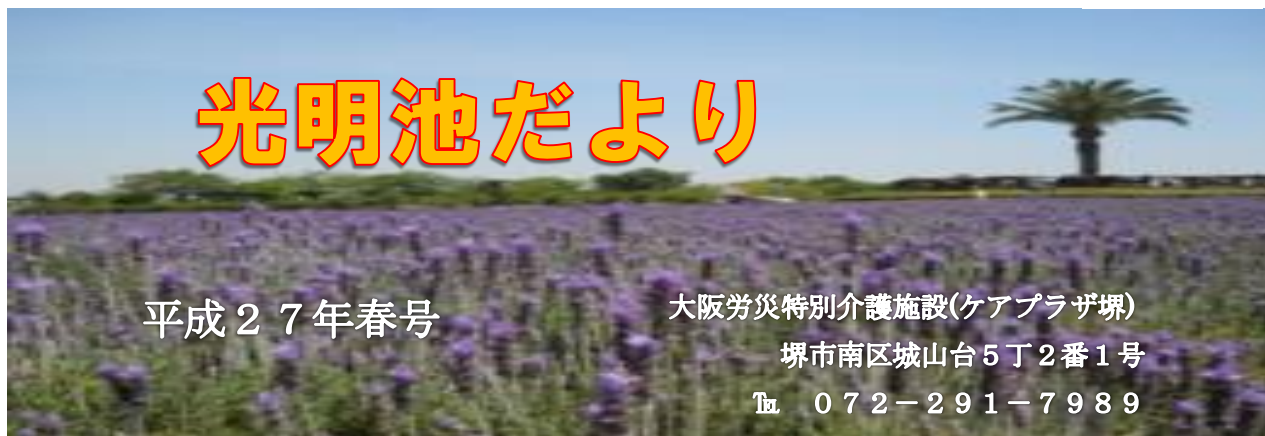 光明池だより
平成２７年春号
大阪労災特別介護施設(ケアプラザ堺)
堺市南区城山台５丁２番１号
℡　０７２－２９１－７９８９